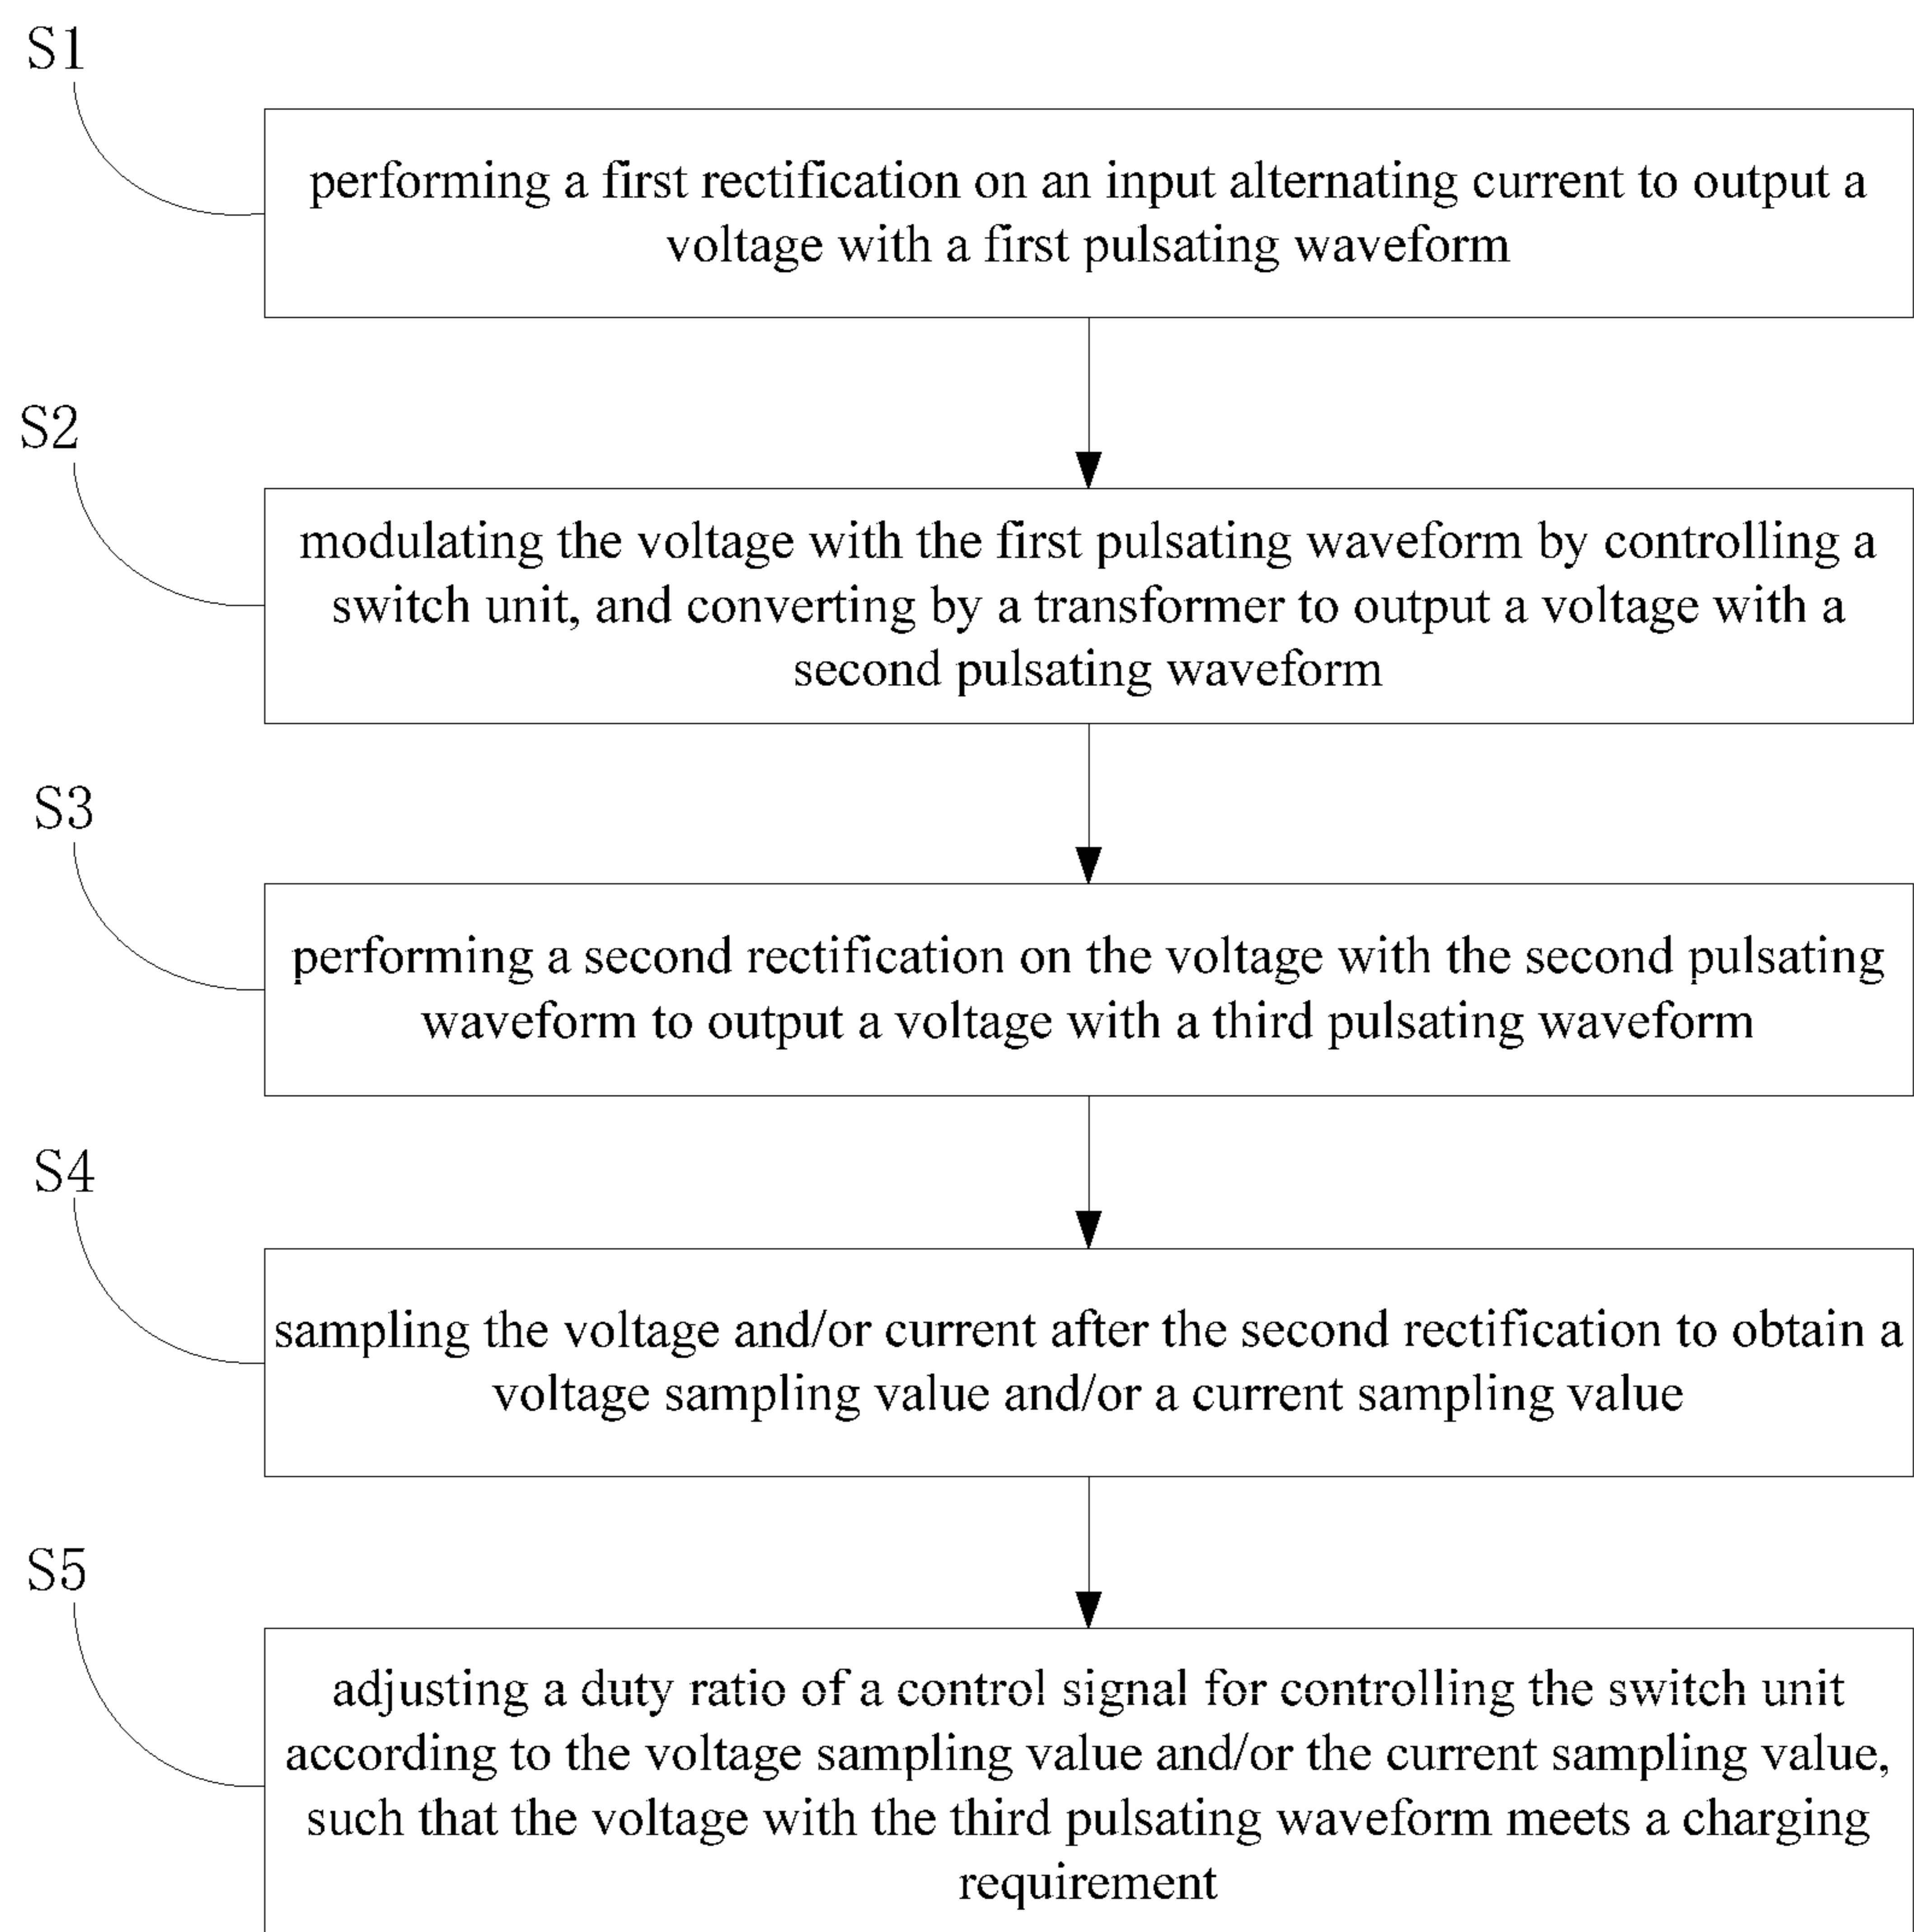 S1
performing a first rectification on an input alternating current to output a
voltage with a first pulsating waveform
S2
modulating the voltage with the first pulsating waveform by controlling a
switch unit, and converting by a transformer to output a voltage with a
second pulsating waveform
S3
performing a second rectification on the voltage with the second pulsating
waveform to output a voltage with a third pulsating waveform
S4
sampling the voltage and/or current after the second rectification to obtain a
voltage sampling value and/or a current sampling value
S5
adjusting a duty ratio of a control signal for controlling the switch unit
according to the voltage sampling value and/or the current sampling value,
such that the voltage with the third pulsating waveform meets a charging
requirement